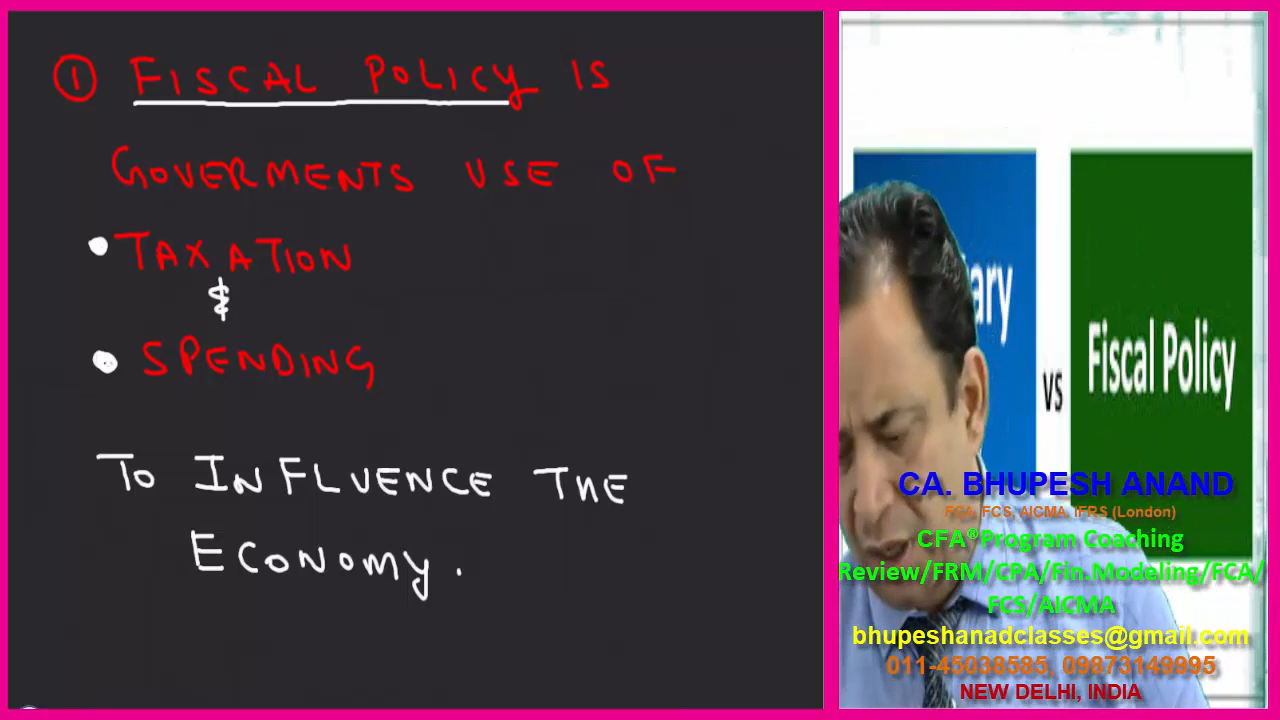 ① FISCAL POLICY IS
GOVERMENTS USE OF
• TAXATION
&
• SPENDING
TO INFLUENCE THE
ECONOMY.
ary
vs
Fiscal Policy
CA. BHUPESH ANAND
FCA, FCS, AICMA, IFRS (London)
CFA®Program Coaching
Review/FRM/CPA/Fin.Modeling/FCA/
FCS/AICMA
bhupeshanadclasses@gmail.com
011-45038585, 09873149995
NEW DELHI, INDIA